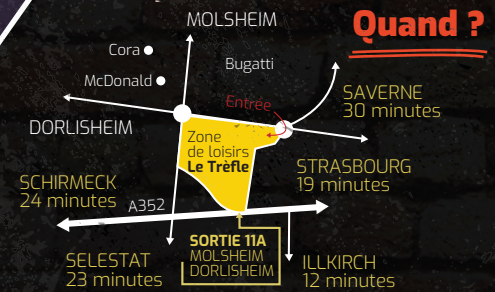 MOLSHEIM
Quand ?
Cora
Bugatti
McDonald
Entrée
SAVERNE
30 minutes
DORLISHEIM
Zone
de loisirs
Le Trèfle
STRASBOURG
19 minutes
SCHIRMECK
24 minutes
A352
SORTIE 11A
MOLSHEIM
DORLISHEIM
SELESTAT
23 minutes
ILLKIRCH
12 minutes